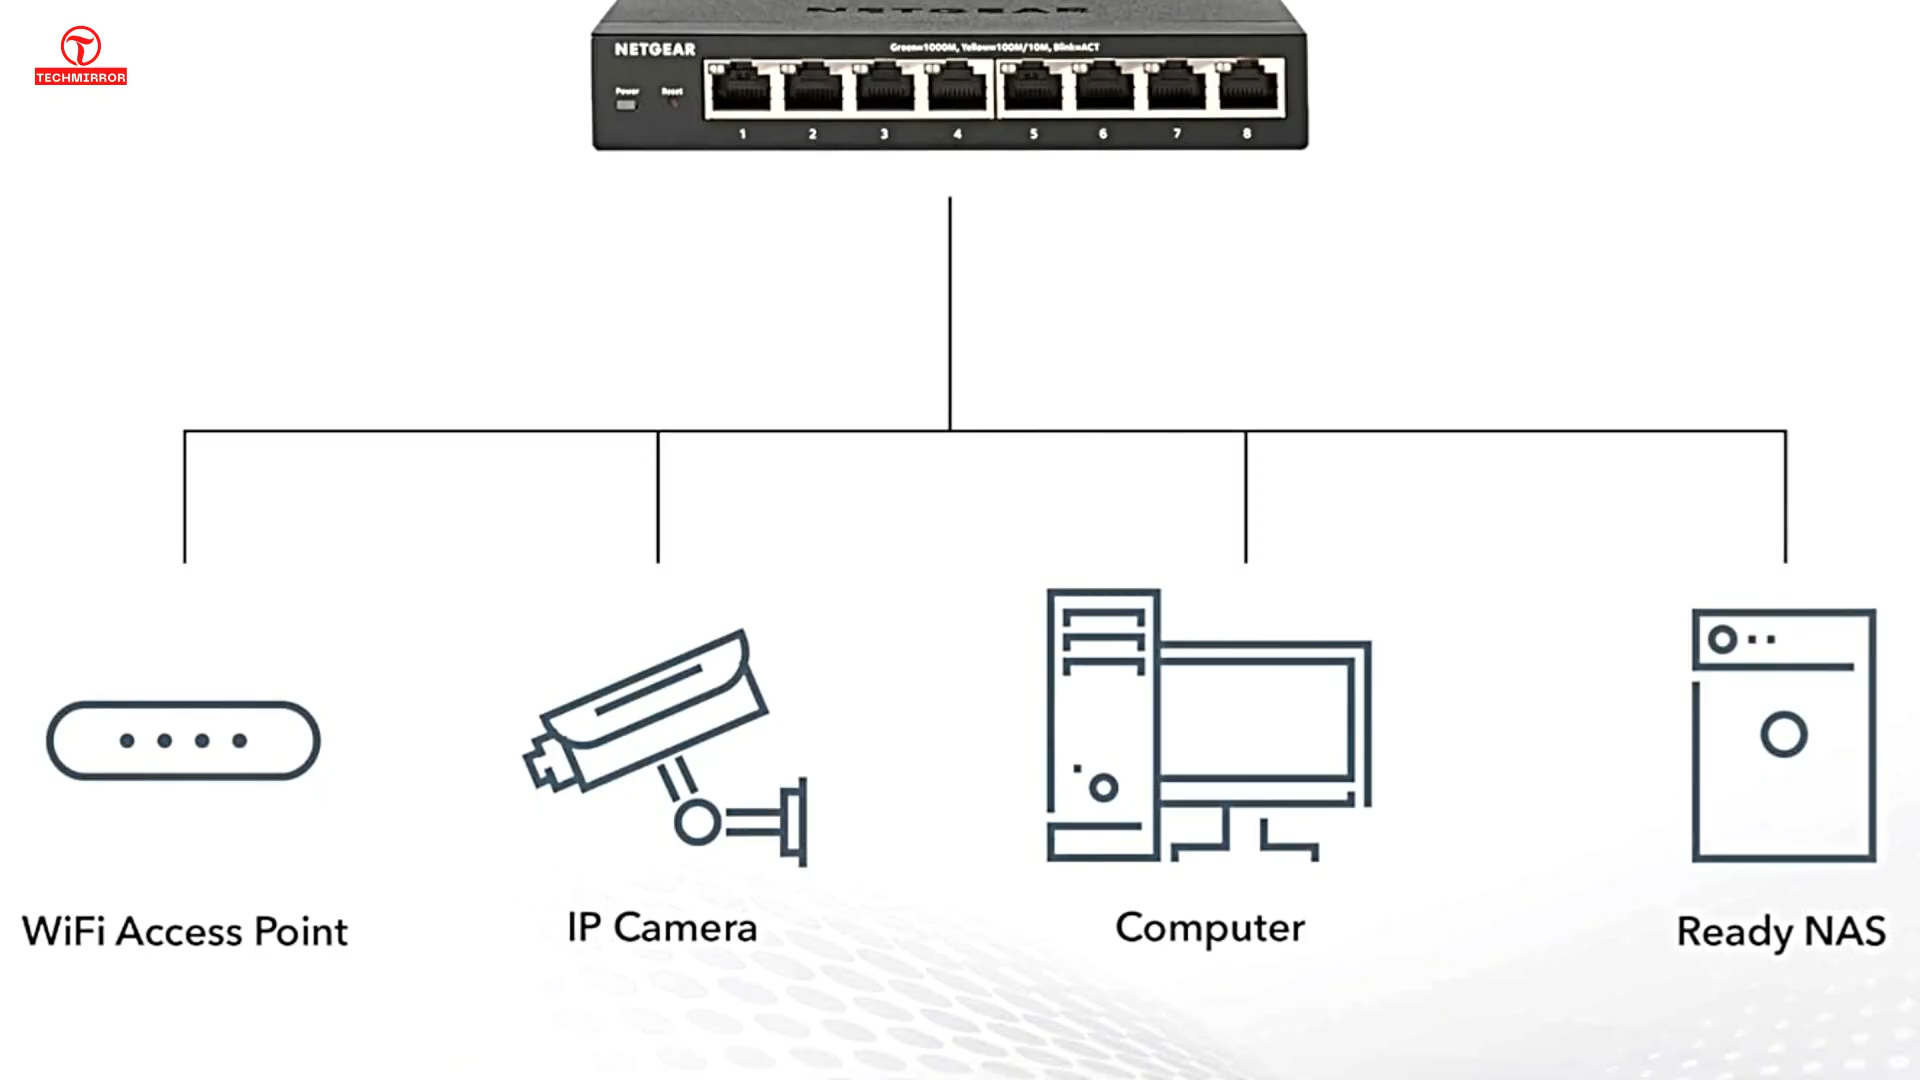 NETGEAR
TECHMIRROR
NETGEAR
Green=1000M, Yellow=100M/10M, Blink=ACT
Power
Reset
1 2 3 4 5 6 7 8
WiFi Access Point
IP Camera
Computer
Ready NAS